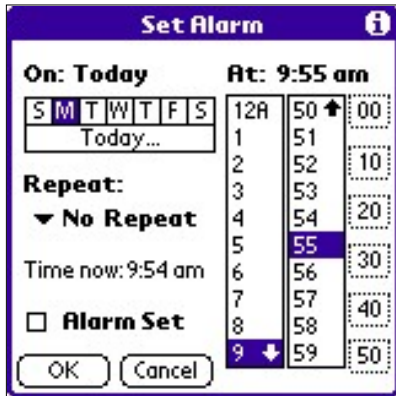 Set Alarm
i
On: Today
S M T W T F S
Today...
Repeat:
No Repeat
Time now: 9:54 am
Alarm Set
OK Cancel
At: 9:55 am
12A 50 00
1 51
2 52 10
3 53
4 54 20
5 55
6 56 30
7 57
8 58 40
9 59 50